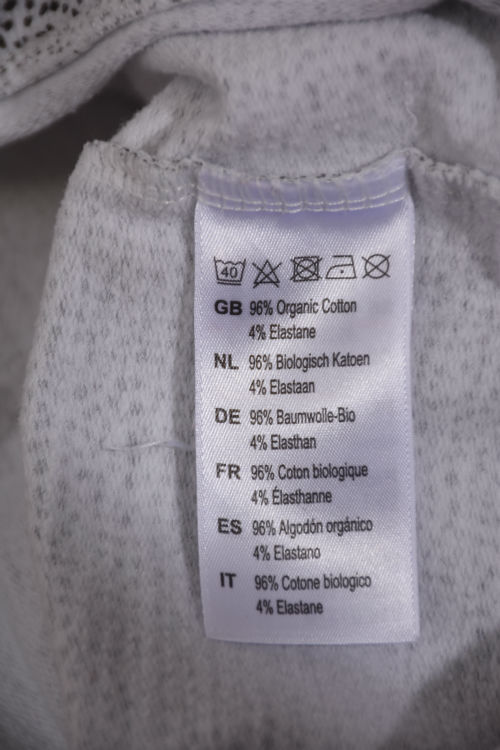 40
GB 96% Organic Cotton
4% Elastane
NL 96% Biologisch Katoen
4% Elastaan
DE 96% Baumwolle-Bio
4% Elasthan
FR 96% Coton biologique
4% Élasthanne
ES 96% Algodón orgánico
4% Elastano
IT 96% Cotone biologico
4% Elastane